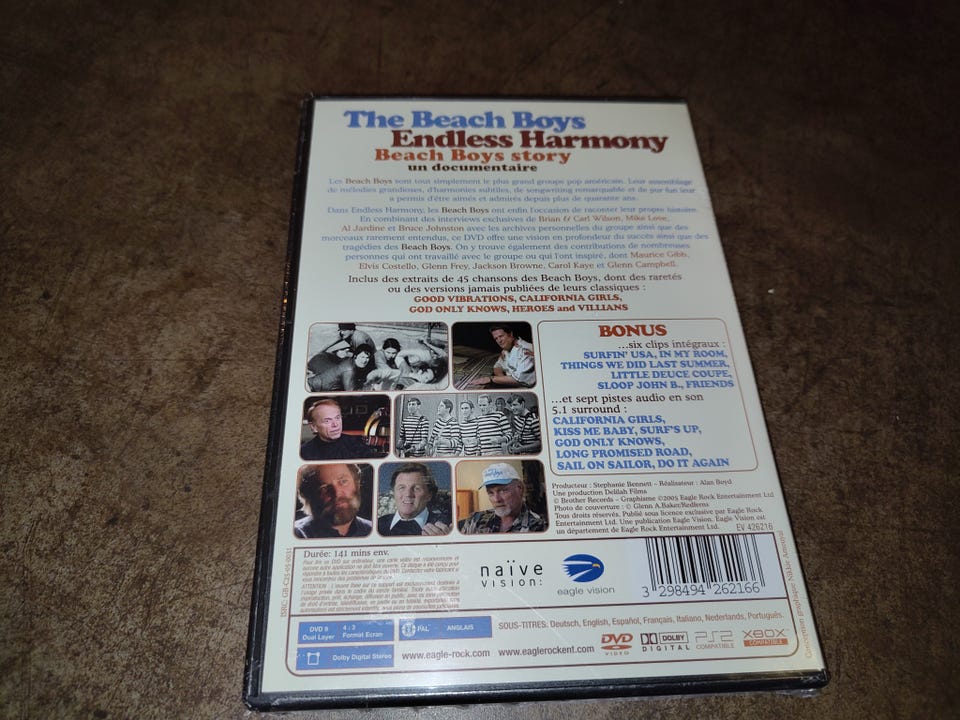 The Beach Boys
Endless Harmony
Beach Boys story
un documentaire
Les Beach Boys sont tout simplement le plus grand groupe pop américain. Leur assemblage
de mélodies grandioses, d'harmonies subtiles, de songwriting remarquable et de pur fun leur
a permis d'être aimés et admirés depuis plus de quarante ans.
Dans Endless Harmony, les Beach Boys ont enfin l'occasion de raconter leur propre histoire.
En combinant des interviews exclusives de Brian & Carl Wilson, Mike Love,
Al Jardine et Bruce Johnston avec les archives personnelles du groupe ainsi que des
morceaux rarement entendus, ce DVD offre une vision en profondeur du succès ainsi que des
tragédies des Beach Boys. On y trouve également des contributions de nombreuses
personnes qui ont travaillé avec le groupe ou qui l'ont inspiré, dont Maurice Gibb,
Elvis Costello, Glenn Frey, Jackson Browne, Carol Kaye et Glenn Campbell.
Inclus des extraits de 45 chansons des Beach Boys, dont des raretés
ou des versions jamais publiées de leurs classiques :
GOOD VIBRATIONS, CALIFORNIA GIRLS,
GOD ONLY KNOWS, HEROES and VILLIANS
BONUS
...six clips intégraux :
SURFIN' USA, IN MY ROOM,
THINGS WE DID LAST SUMMER,
LITTLE DEUCE COUPE,
SLOOP JOHN B., FRIENDS
...et sept pistes audio en son
5.1 surround :
CALIFORNIA GIRLS,
KISS ME BABY, SURF'S UP,
GOD ONLY KNOWS,
LONG PROMISED ROAD,
SAIL ON SAILOR, DO IT AGAIN
Producteur : Stephanie Bennett – Réalisateur : Alan Boyd
Une production Delilah Films
© Brother Records – Graphisme ©2005 Eagle Rock Entertainment Ltd
Photo de couverture : © Glenn A.Baker/Redferns
Tous droits réservés. Publié sous licence exclusive par Eagle Rock
Entertainment Ltd. Une publication Eagle Vision. Eagle Vision est
un département de Eagle Rock Entertainment Ltd. EV 426216
Durée: 141 mins env.
naïve
vision:
eagle vision
3 298494 262166
DVD 9
Dual Layer
4 : 3
Format Ecran
PAL
ANGLAIS
SOUS-TITRES: Deutsch, English, Español, Français, Italiano, Nederlands, Português.
Dolby Digital Stereo
www.eagle-rock.com www.eaglerockent.com
DVD
VIDEO
DOLBY
DIGITAL
PS2
COMPATIBLE
XBOX
COMPATIBLE